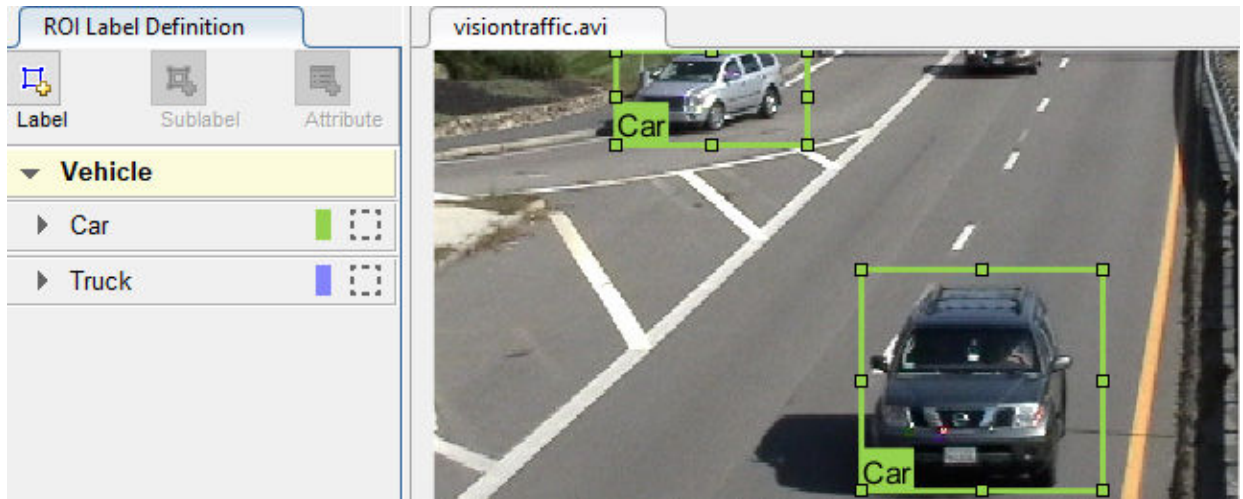 ROI Label Definition
Label
Sublabel
Attribute
Vehicle
Car
Truck
visiontraffic.avi
Car
Car